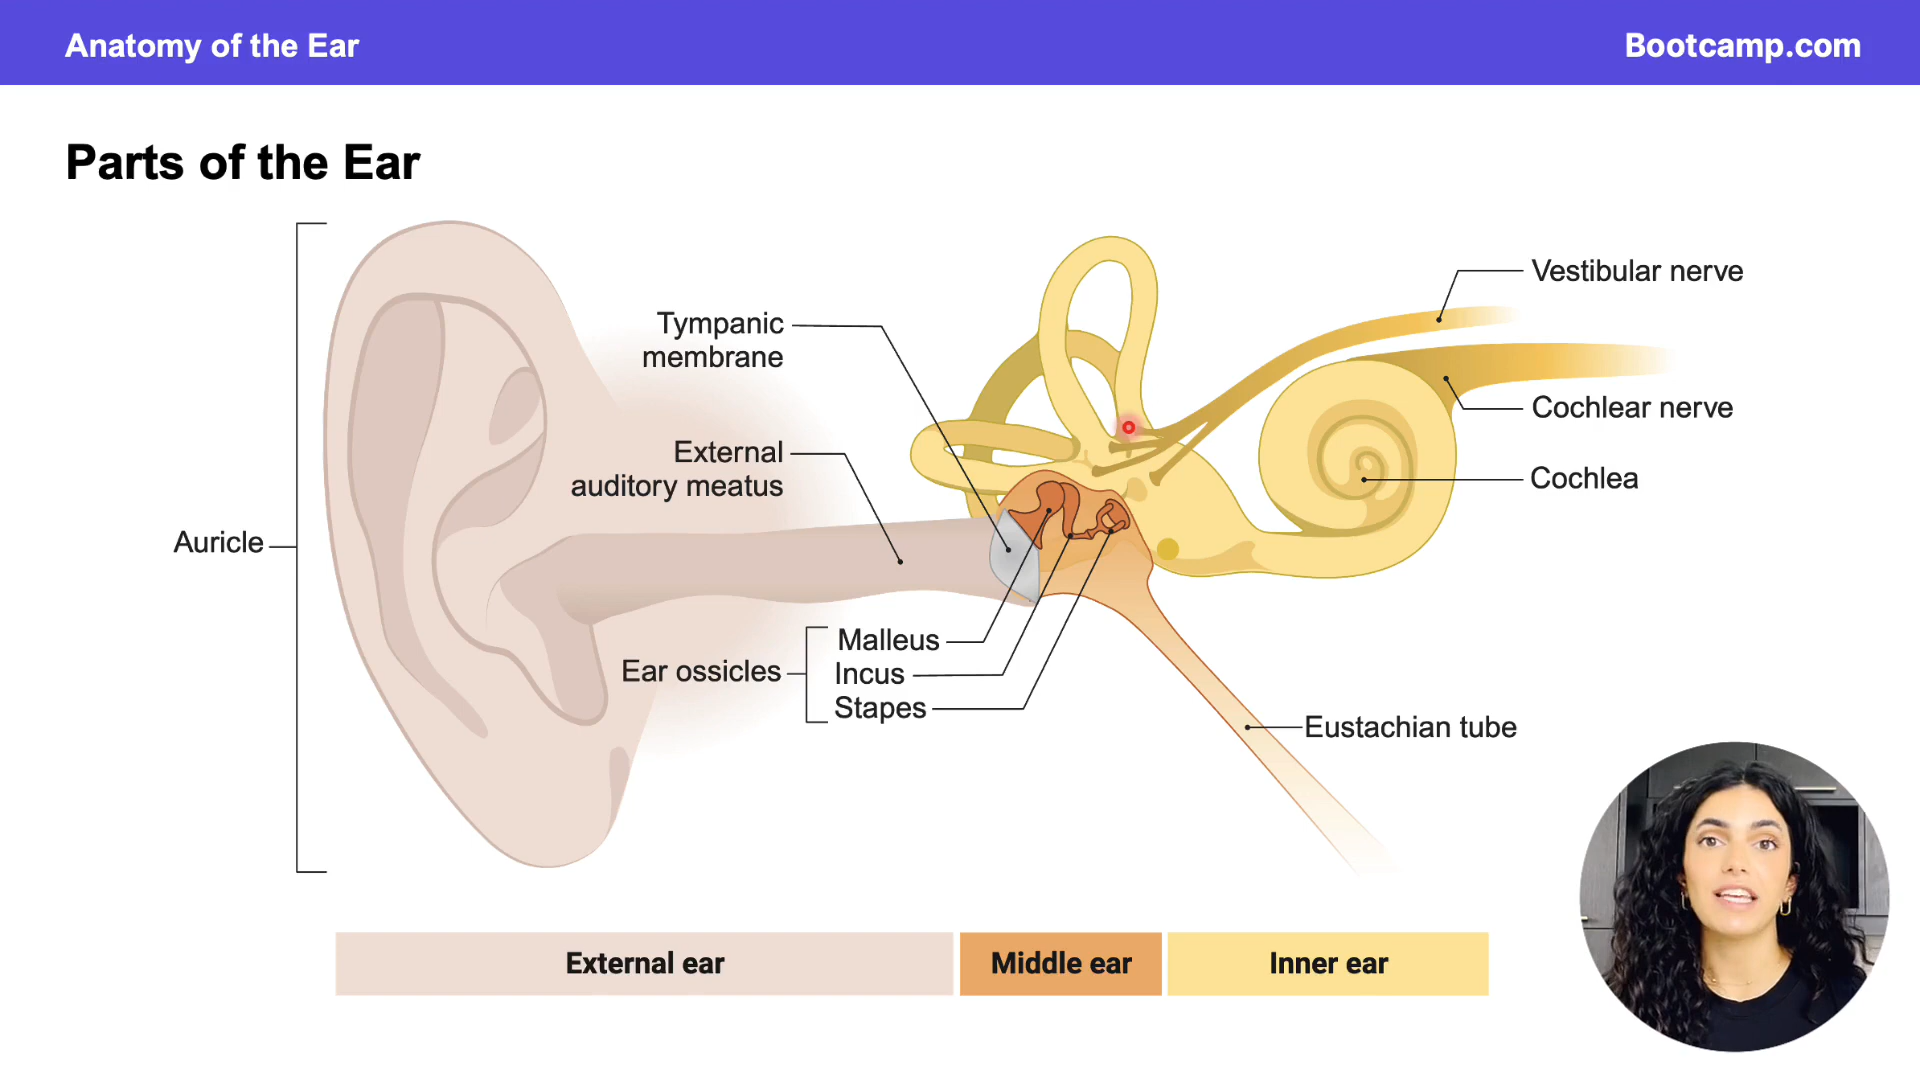 Anatomy of the Ear
Bootcamp.com
Parts of the Ear
Vestibular nerve
Tympanic
membrane
Cochlear nerve
External
auditory meatus
Cochlea
Auricle
Malleus
Ear ossicles
Incus
Stapes
Eustachian tube
External ear
Middle ear
Inner ear